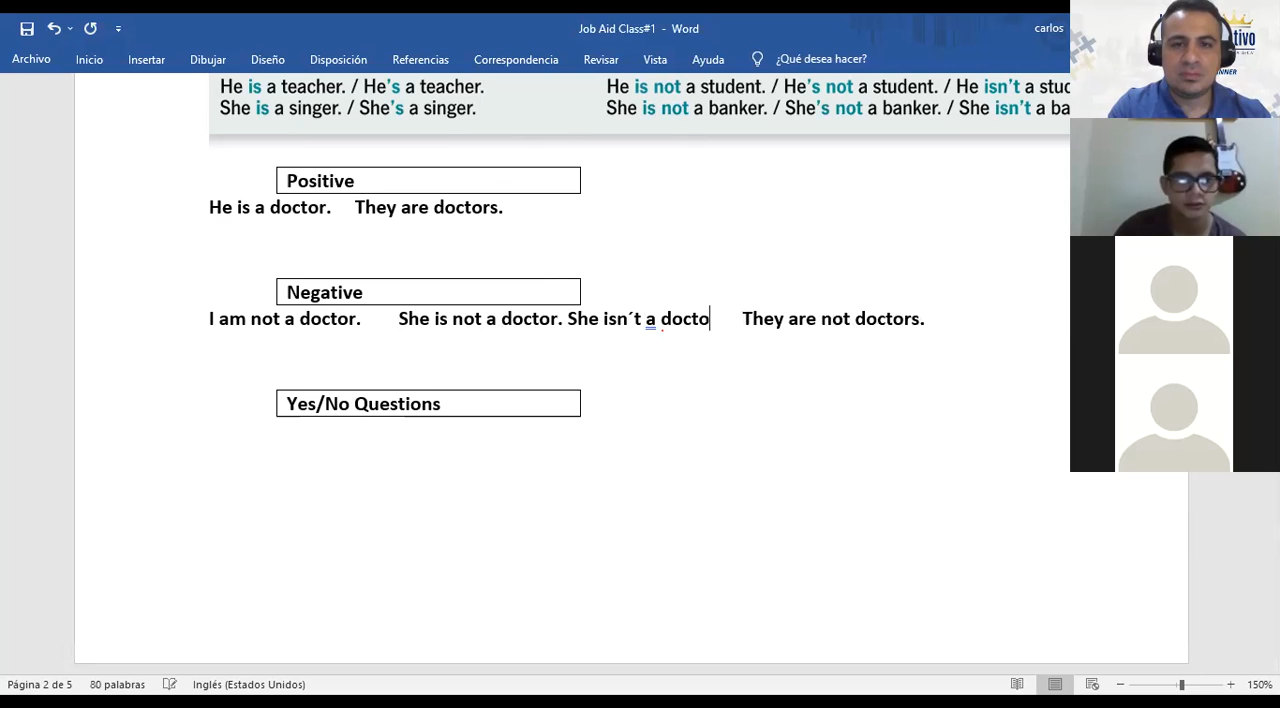 Job Aid Class#1 - Word
carlos
Archivo Inicio Insertar Dibujar Diseño Disposición Referencias Correspondencia Revisar Vista Ayuda ¿Qué desea hacer?
tivo
NNER
He is a teacher. / He's a teacher. He is not a student. / He's not a student. / He isn't a stuc
She is a singer. / She's a singer. She is not a banker. / She's not a banker. / She isn't a ba
Positive
He is a doctor. They are doctors.
Negative
I am not a doctor. She is not a doctor. She isn´t a docto They are not doctors.
Yes/No Questions
Página 2 de 5 80 palabras Inglés (Estados Unidos) 150%